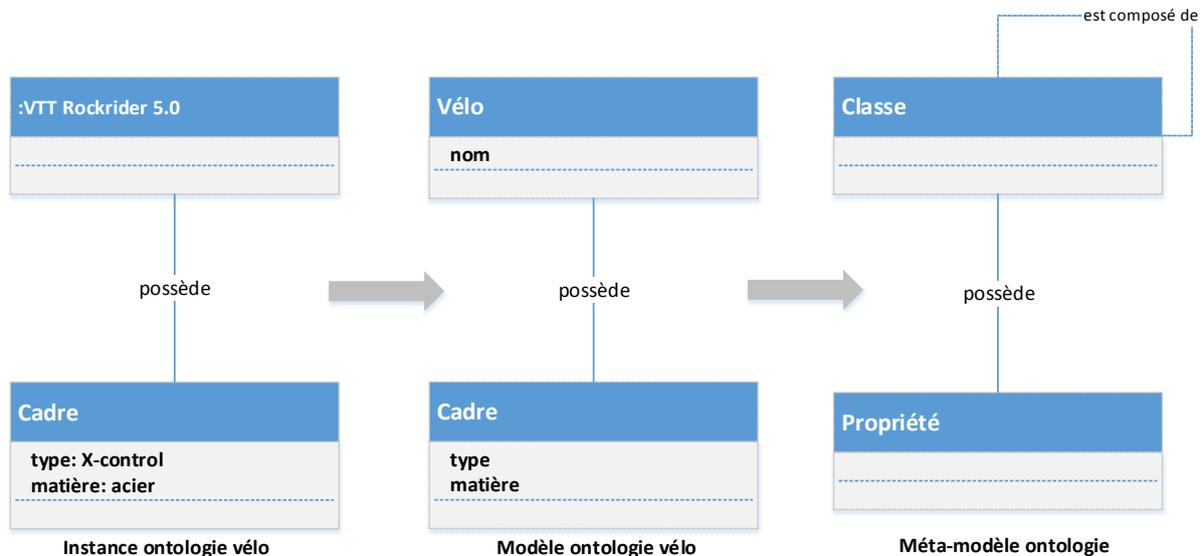 est composé de
:VTT Rockrider 5.0
Vélo
nom
Classe
possède
possède
possède
Cadre
type: X-control
matière: acier
Cadre
type
matière
Propriété
Instance ontologie vélo
Modèle ontologie vélo
Méta-modèle ontologie